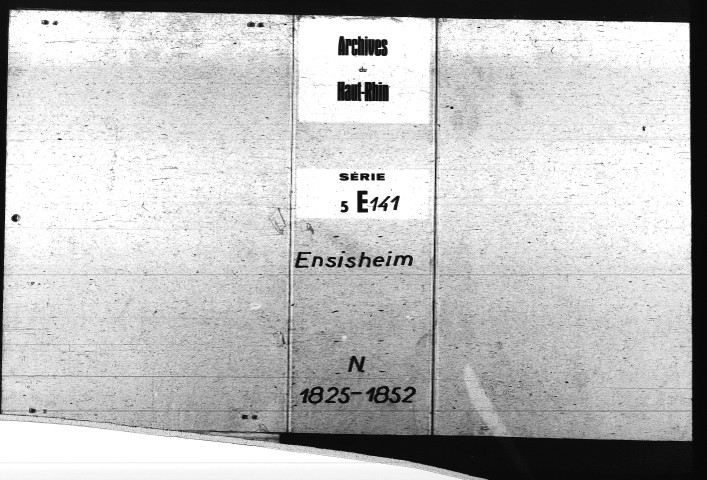 Archives
du
Haut-Rhin
SÉRIE
5 E141
Ensisheim
N.
1825-1852